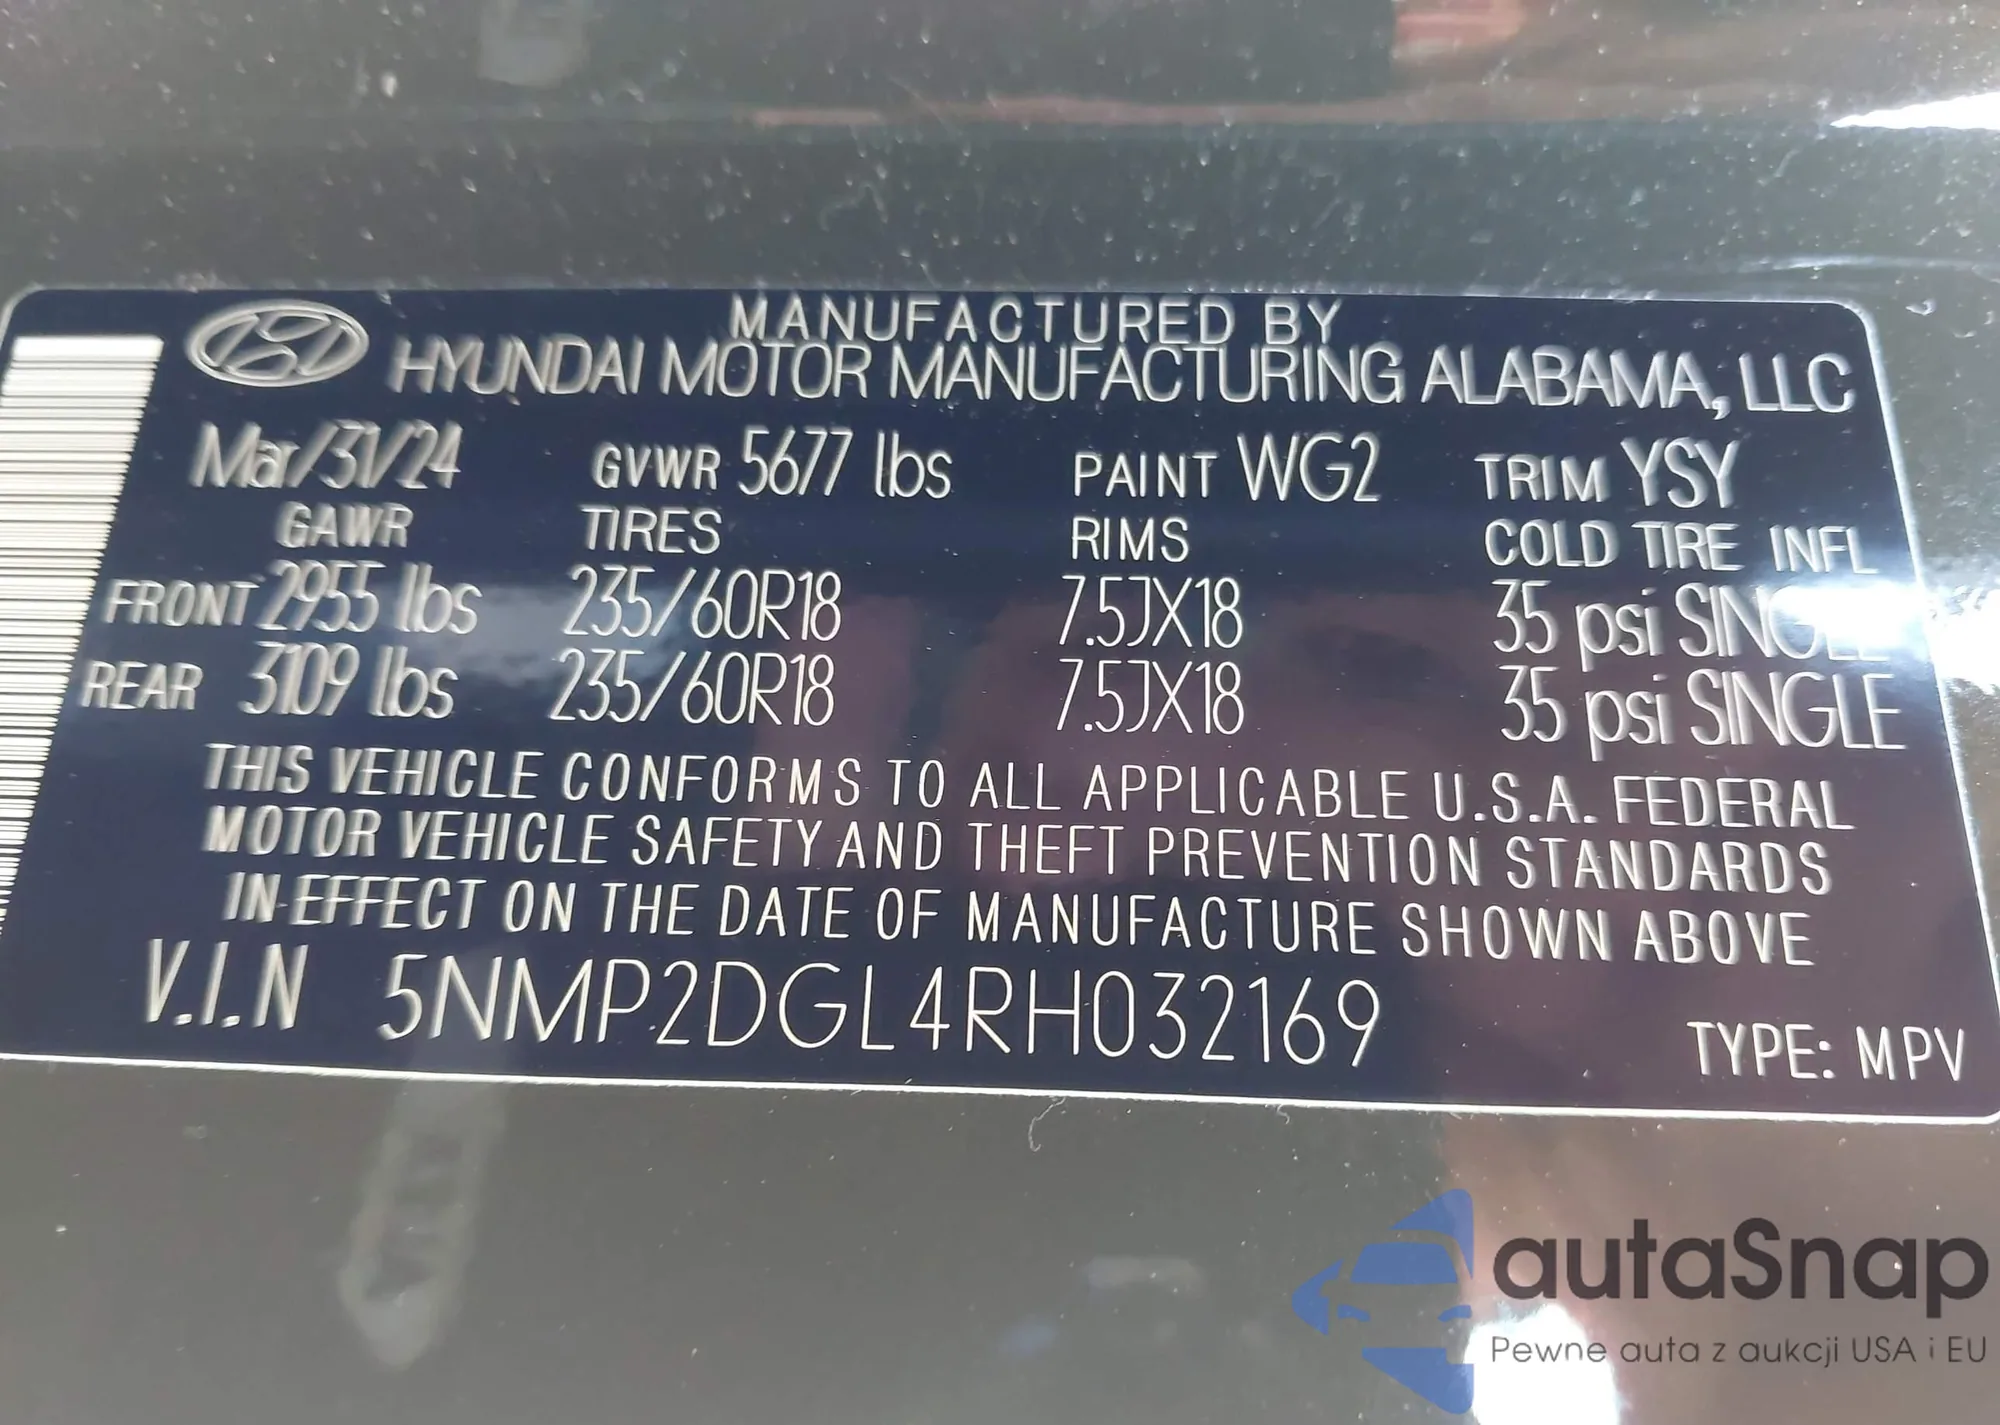 MANUFACTURED BY
HYUNDAI MOTOR MANUFACTURING ALABAMA, LLC
Mar/31/24 GVWR 5677 lbs PAINT WG2 TRIM YSY
GAWR TIRES RIMS COLD TIRE INFL
FRONT 2955 lbs 235/60R18 7.5JX18 35 psi SINGLE
REAR 3109 lbs 235/60R18 7.5JX18 35 psi SINGLE
THIS VEHICLE CONFORMS TO ALL APPLICABLE U.S.A. FEDERAL
MOTOR VEHICLE SAFETY AND THEFT PREVENTION STANDARDS
IN EFFECT ON THE DATE OF MANUFACTURE SHOWN ABOVE
V.I.N 5NMP2DGL4RH032169 TYPE: MPV
autaSnap
Pewne auta z aukcji USA i EU